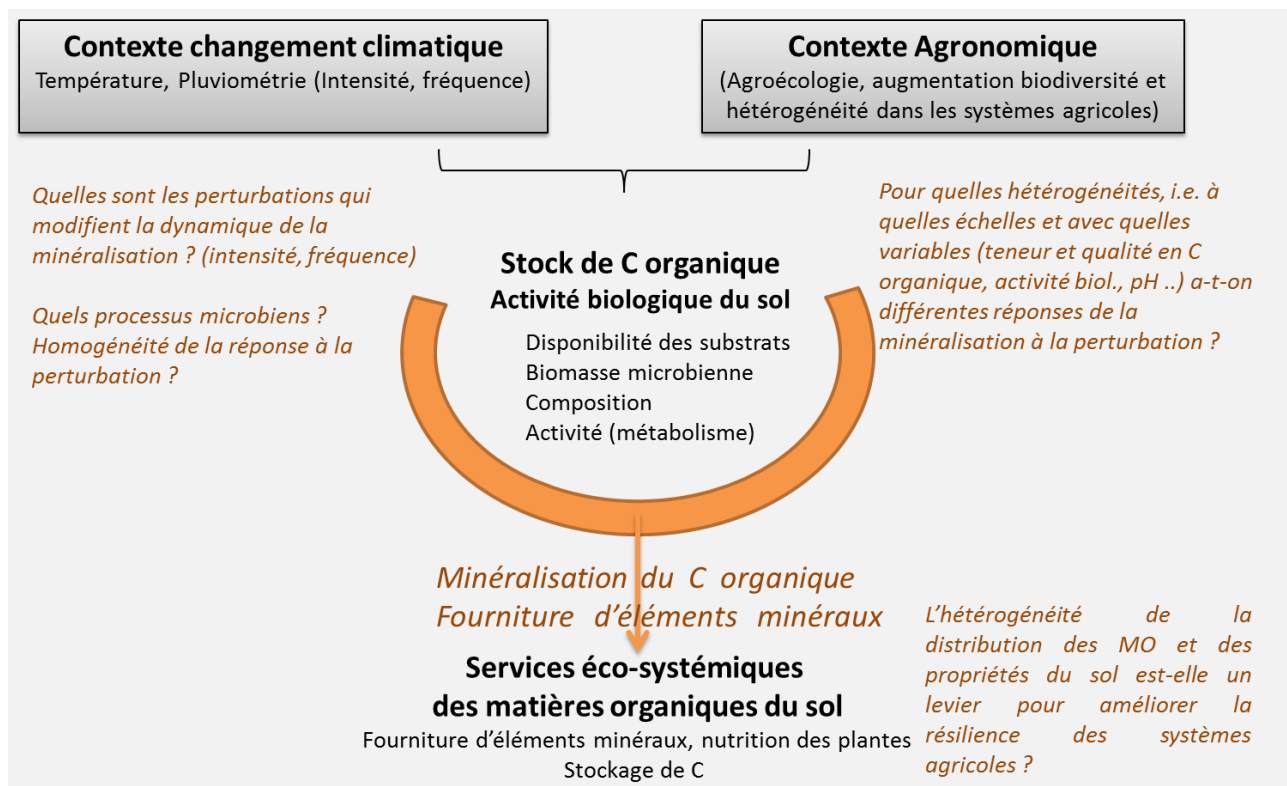 Contexte changement climatique
Température, Pluviométrie (Intensité, fréquence)
Contexte Agronomique
(Agroécologie, augmentation biodiversité et
hétérogénéité dans les systèmes agricoles)
Quelles sont les perturbations qui
modifient la dynamique de la
minéralisation ? (intensité, fréquence)
Quels processus microbiens ?
Homogénéité de la réponse à la
perturbation ?
Pour quelles hétérogénéités, i.e. à
quelles échelles et avec quelles
variables (teneur et qualité en C
organique, activité biol., pH ..) a-t-on
différentes réponses de la
minéralisation à la perturbation ?
Stock de C organique
Activité biologique du sol
Disponibilité des substrats
Biomasse microbienne
Composition
Activité (métabolisme)
Minéralisation du C organique
Fourniture d'éléments minéraux
Services éco-systémiques
des matières organiques du sol
Fourniture d'éléments minéraux, nutrition des plantes
Stockage de C
L'hétérogénéité de la
distribution des MO et des
propriétés du sol est-elle un
levier pour améliorer la
résilience des systèmes
agricoles ?